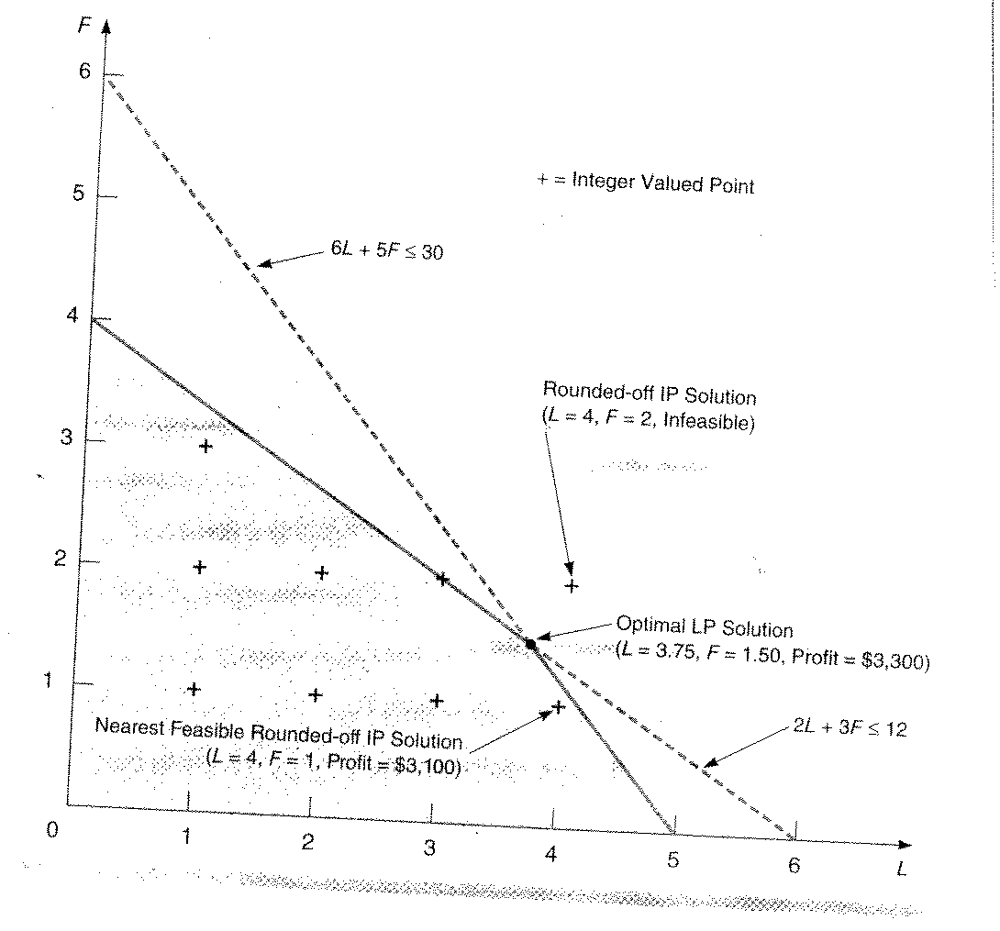 F
6
5
+ = Integer Valued Point
6L + 5F ≤ 30
4
Rounded-off IP Solution
(L = 4, F = 2, Infeasible)
3
2
Optimal LP Solution
(L = 3.75, F = 1.50, Profit = $3,300)
1
Nearest Feasible Rounded-off IP Solution
(L = 4, F = 1, Profit = $3,100)
2L + 3F ≤ 12
0
1
2
3
4
5
6
L